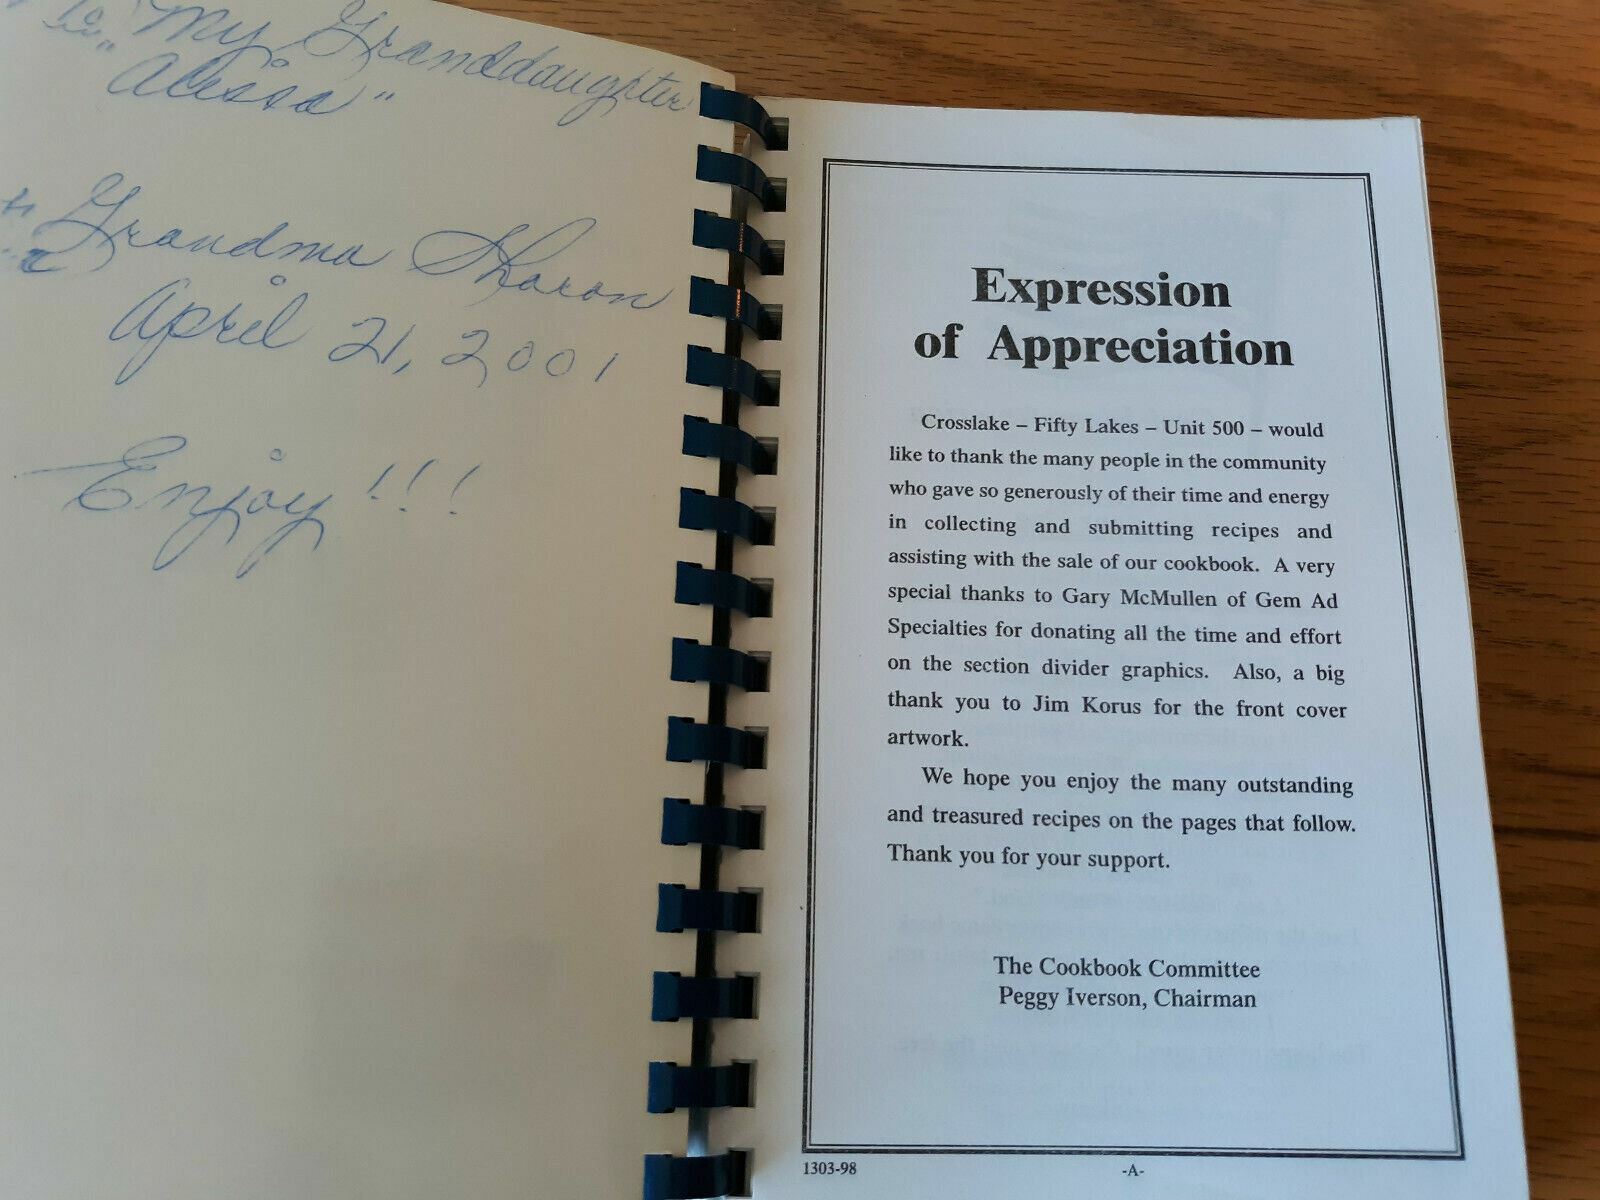 "To" My Granddaughter
Alissa"
"Grandma Sharon
April 21, 2001
Enjoy!!!
Expression
of Appreciation
Crosslake – Fifty Lakes – Unit 500 – would
like to thank the many people in the community
who gave so generously of their time and energy
in collecting and submitting recipes and
assisting with the sale of our cookbook. A very
special thanks to Gary McMullen of Gem Ad
Specialties for donating all the time and effort
on the section divider graphics. Also, a big
thank you to Jim Korus for the front cover
artwork.
We hope you enjoy the many outstanding
and treasured recipes on the pages that follow.
Thank you for your support.
The Cookbook Committee
Peggy Iverson, Chairman
1303-98
-A-